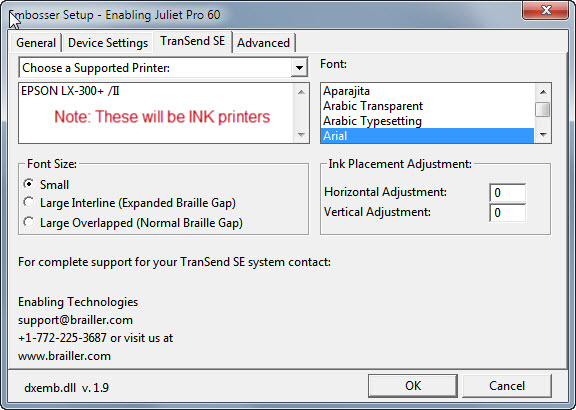 mbosser Setup - Enabling Juliet Pro 60
General Device Settings TranSend SE Advanced
Choose a Supported Printer:
EPSON LX-300+ /II
Note: These will be INK printers
Font:
Aparajita
Arabic Transparent
Arabic Typesetting
Arial
Font Size:
Small
Large Interline (Expanded Braille Gap)
Large Overlapped (Normal Braille Gap)
Ink Placement Adjustment:
Horizontal Adjustment: 0
Vertical Adjustment: 0
For complete support for your TranSend SE system contact:
Enabling Technologies
support@brailler.com
+1-772-225-3687 or visit us at
www.brailler.com
dxemb.dll v. 1.9
OK Cancel